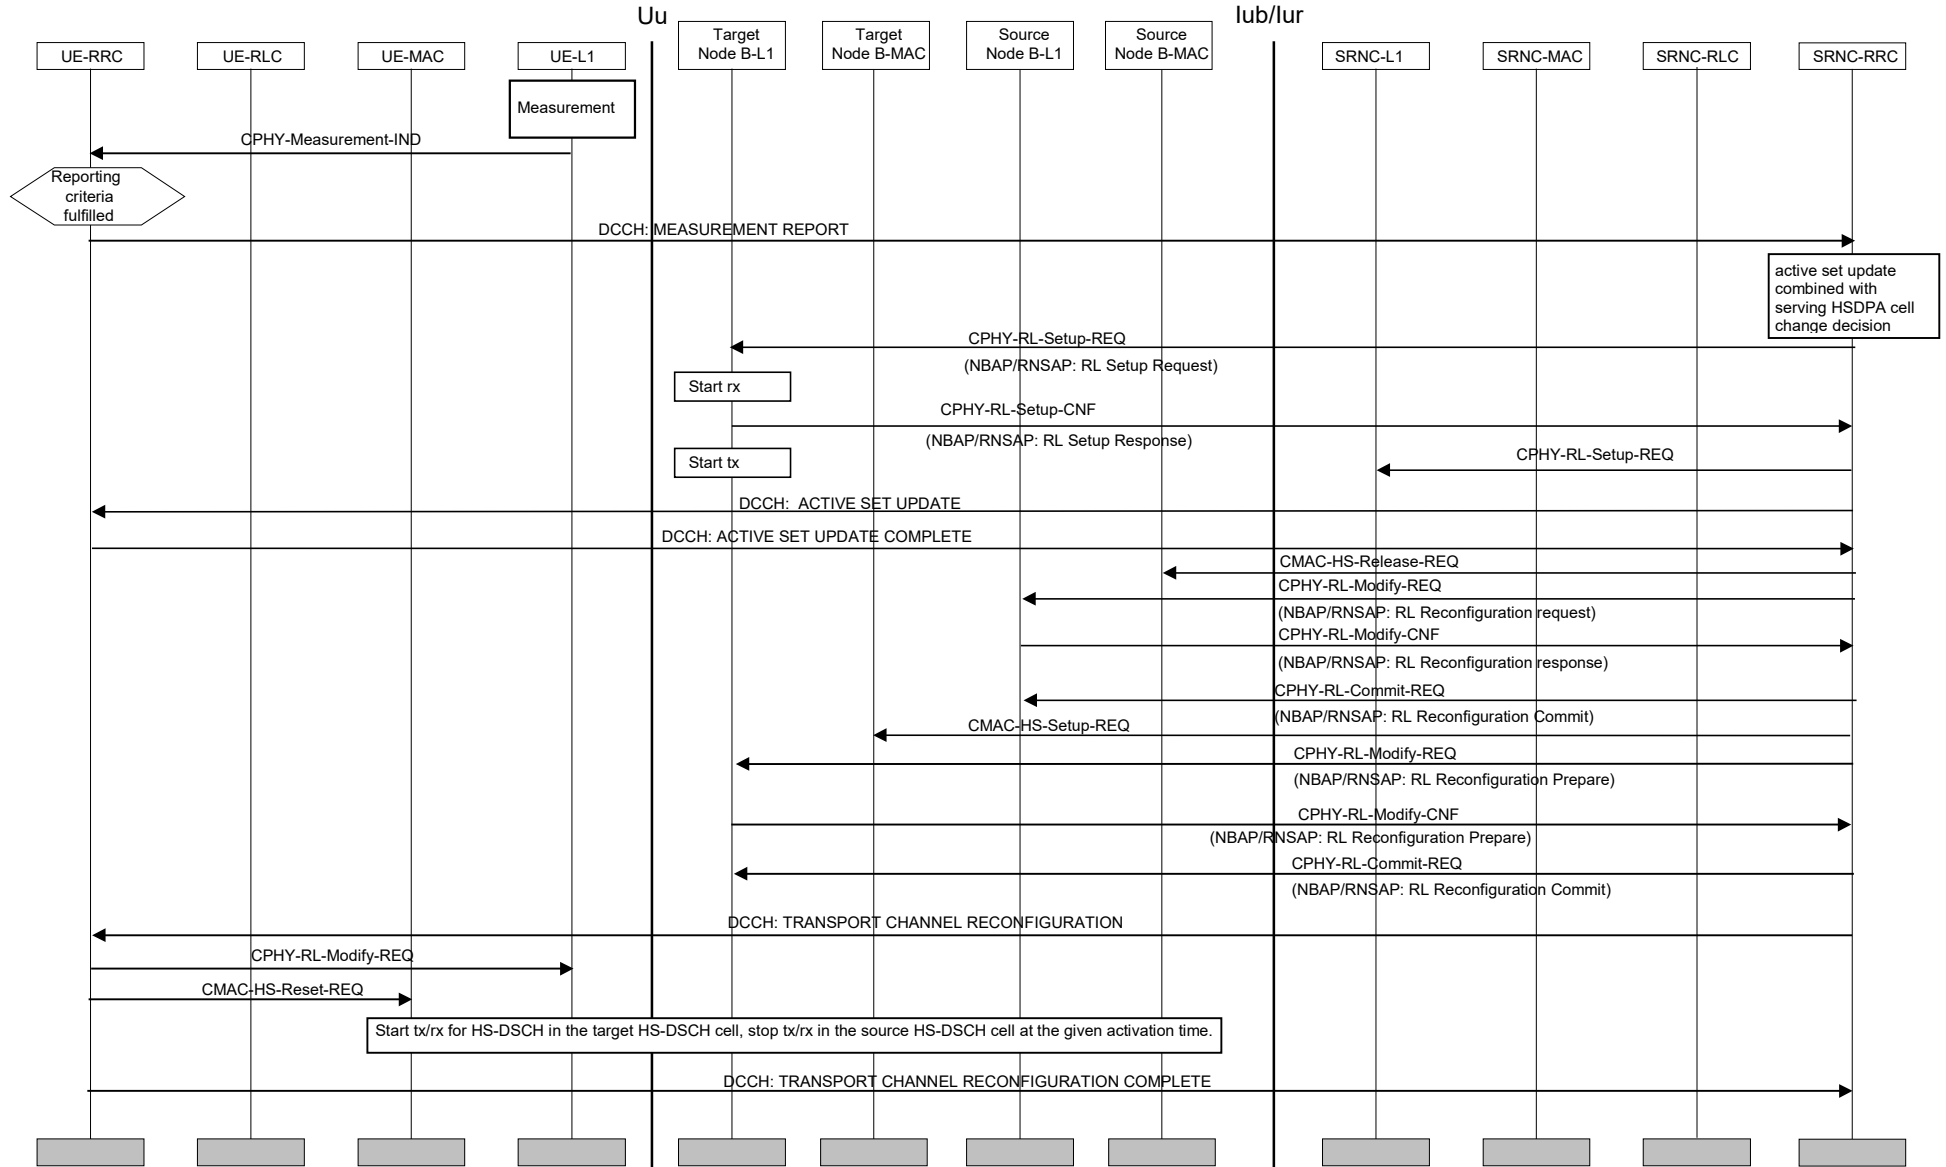 Uu
Iub/Iur
UE-RRC
UE-RLC
UE-MAC
UE-L1
Target
Node B-L1
Target
Node B-MAC
Source
Node B-L1
Source
Node B-MAC
SRNC-L1
SRNC-MAC
SRNC-RLC
SRNC-RRC
Measurement
CPHY-Measurement-IND
Reporting
criteria
fulfilled
DCCH: MEASUREMENT REPORT
active set update
combined with
serving HSDPA cell
change decision
CPHY-RL-Setup-REQ
(NBAP/RNSAP: RL Setup Request)
Start rx
CPHY-RL-Setup-CNF
(NBAP/RNSAP: RL Setup Response)
Start tx
CPHY-RL-Setup-REQ
DCCH: ACTIVE SET UPDATE
DCCH: ACTIVE SET UPDATE COMPLETE
CMAC-HS-Release-REQ
CPHY-RL-Modify-REQ
(NBAP/RNSAP: RL Reconfiguration request)
CPHY-RL-Modify-CNF
(NBAP/RNSAP: RL Reconfiguration response)
CPHY-RL-Commit-REQ
(NBAP/RNSAP: RL Reconfiguration Commit)
CMAC-HS-Setup-REQ
CPHY-RL-Modify-REQ
(NBAP/RNSAP: RL Reconfiguration Prepare)
CPHY-RL-Modify-CNF
(NBAP/RNSAP: RL Reconfiguration Prepare)
CPHY-RL-Commit-REQ
(NBAP/RNSAP: RL Reconfiguration Commit)
DCCH: TRANSPORT CHANNEL RECONFIGURATION
CPHY-RL-Modify-REQ
CMAC-HS-Reset-REQ
Start tx/rx for HS-DSCH in the target HS-DSCH cell, stop tx/rx in the source HS-DSCH cell at the given activation time.
DCCH: TRANSPORT CHANNEL RECONFIGURATION COMPLETE